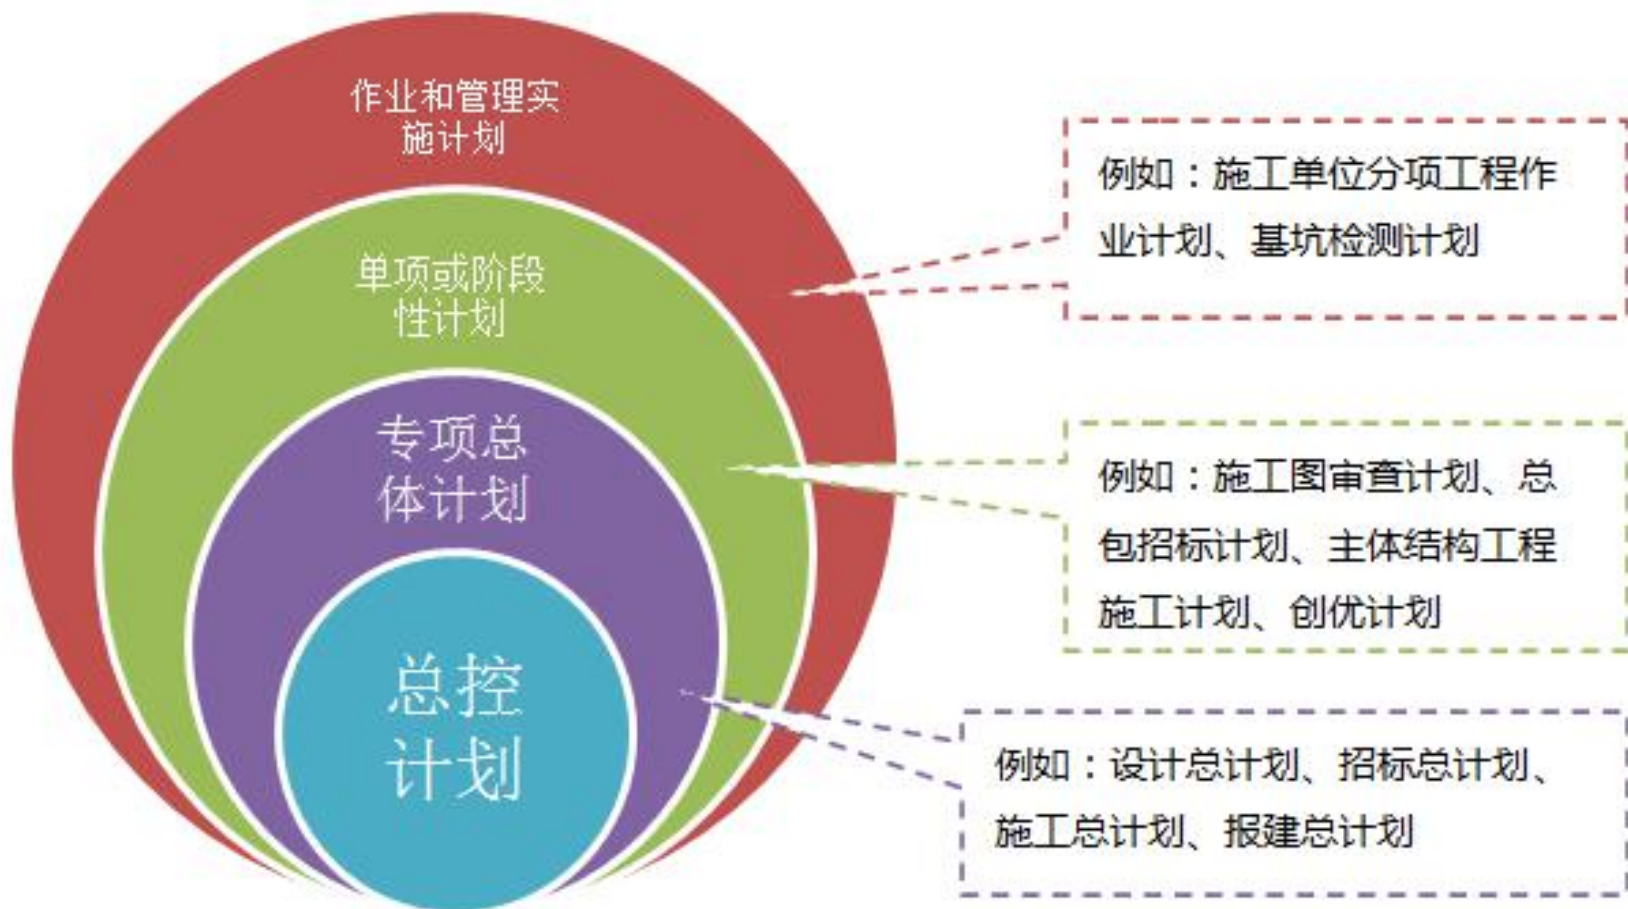 作业和管理实
施计划
单项或阶段
性计划
专项总
体计划
总控
计划
例如：施工单位分项工程作
业计划、基坑检测计划
例如：施工图审查计划、总
包招标计划、主体结构工程
施工计划、创优计划
例如：设计总计划、招标总计划、
施工总计划、报建总计划